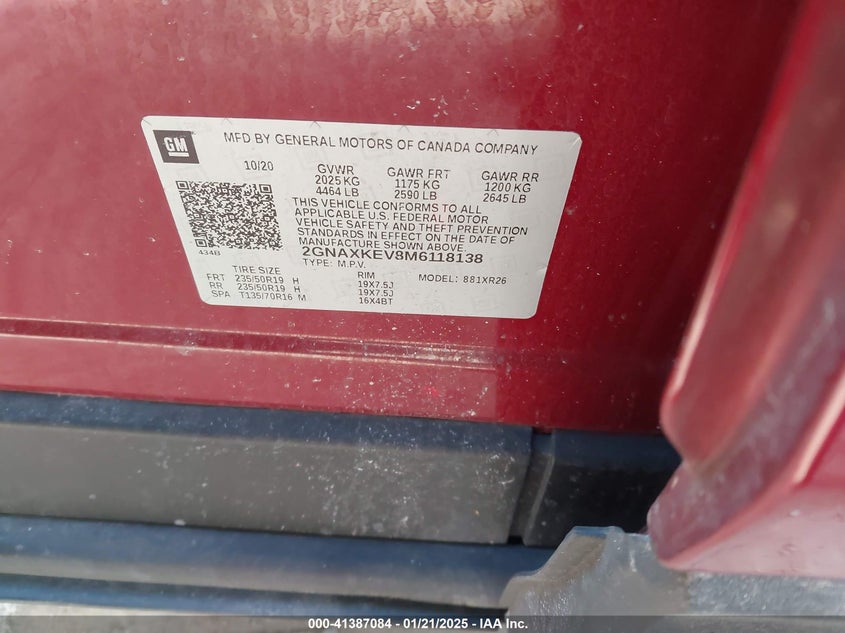 GM
MFD BY GENERAL MOTORS OF CANADA COMPANY
10/20 GVWR GAWR FRT GAWR RR
2025 KG 1175 KG 1200 KG
4464 LB 2590 LB 2645 LB
THIS VEHICLE CONFORMS TO ALL
APPLICABLE U.S. FEDERAL MOTOR
VEHICLE SAFETY AND THEFT PREVENTION
STANDARDS IN EFFECT ON THE DATE OF
MANUFACTURE SHOWN ABOVE.
434B 2GNAXKEV8M6118138
TYPE: M.P.V. MODEL: 881XR26
TIRE SIZE RIM
FRT 235/50R19 H 19X7.5J
RR 235/50R19 H 19X7.5J
SPA T135/70R16 M 16X4BT
000-41387084 / 01/21/2025 - IAA Inc.